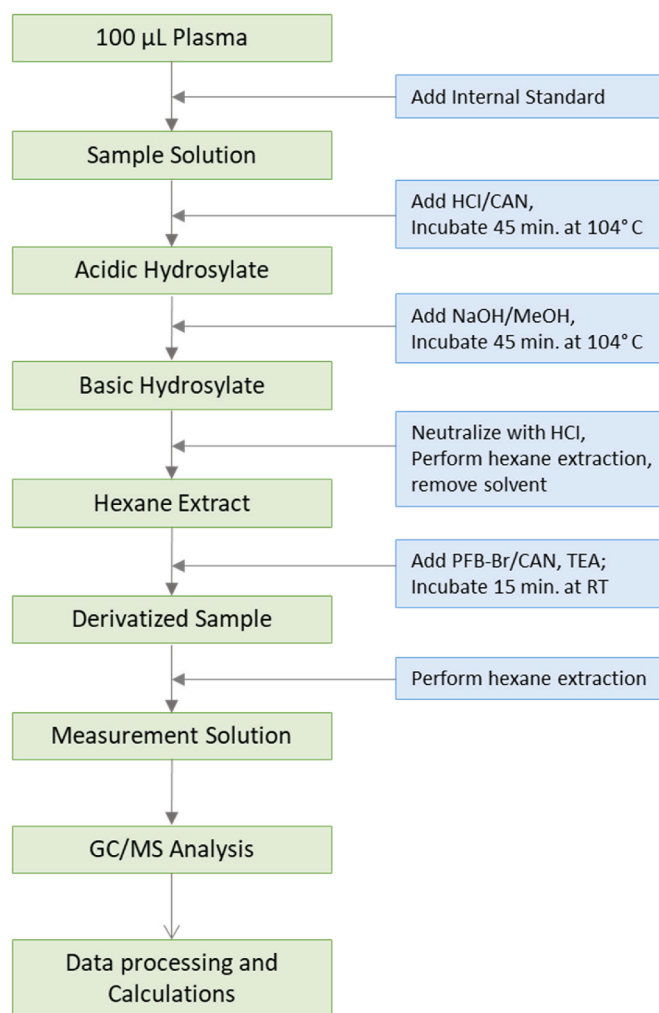 100 µL Plasma
Add Internal Standard
Sample Solution
Add HCl/CAN,
Incubate 45 min. at 104° C
Acidic Hydrosylate
Add NaOH/MeOH,
Incubate 45 min. at 104° C
Basic Hydrosylate
Neutralize with HCl,
Perform hexane extraction,
remove solvent
Hexane Extract
Add PFB-Br/CAN, TEA;
Incubate 15 min. at RT
Derivatized Sample
Perform hexane extraction
Measurement Solution
GC/MS Analysis
Data processing and
Calculations